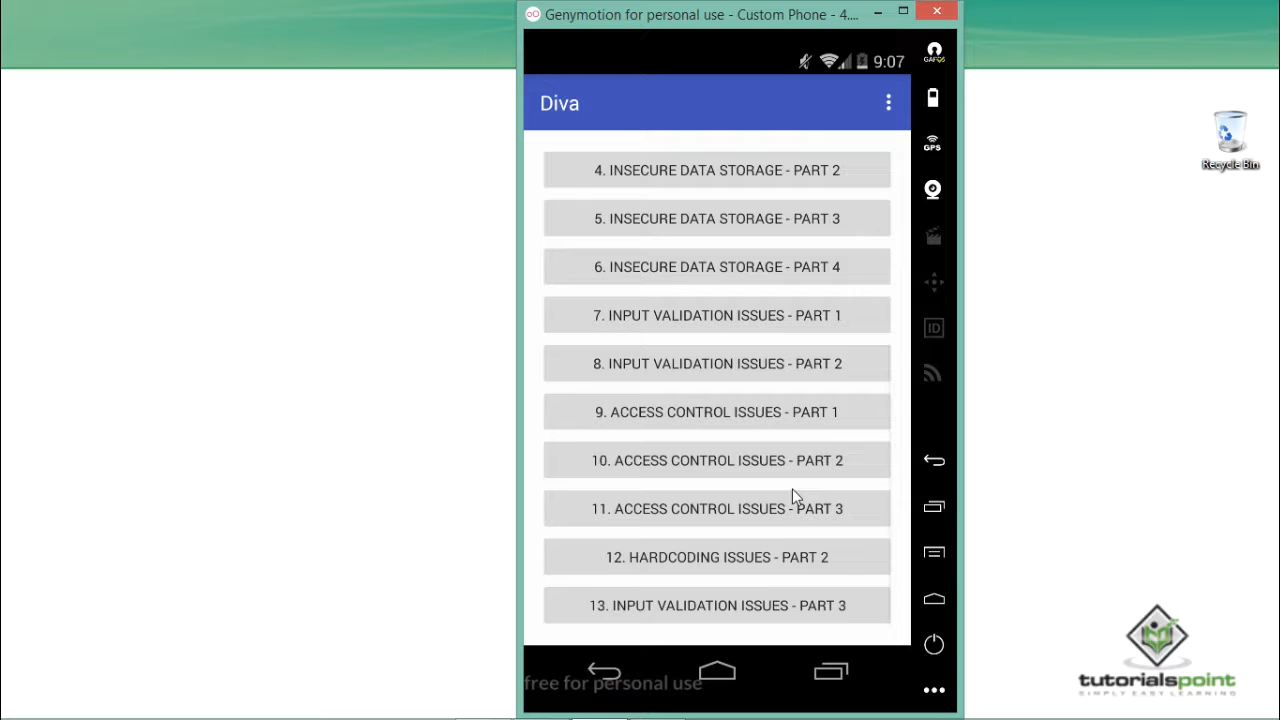 Genymotion for personal use - Custom Phone - 4....
9:07
GAPPS
Diva
GPS
Recycle Bin
4. INSECURE DATA STORAGE - PART 2
5. INSECURE DATA STORAGE - PART 3
6. INSECURE DATA STORAGE - PART 4
7. INPUT VALIDATION ISSUES - PART 1
ID
8. INPUT VALIDATION ISSUES - PART 2
9. ACCESS CONTROL ISSUES - PART 1
10. ACCESS CONTROL ISSUES - PART 2
11. ACCESS CONTROL ISSUES - PART 3
12. HARDCODING ISSUES - PART 2
13. INPUT VALIDATION ISSUES - PART 3
free for personal use
tutorialspoint
SIMPLY EASY LEARNING